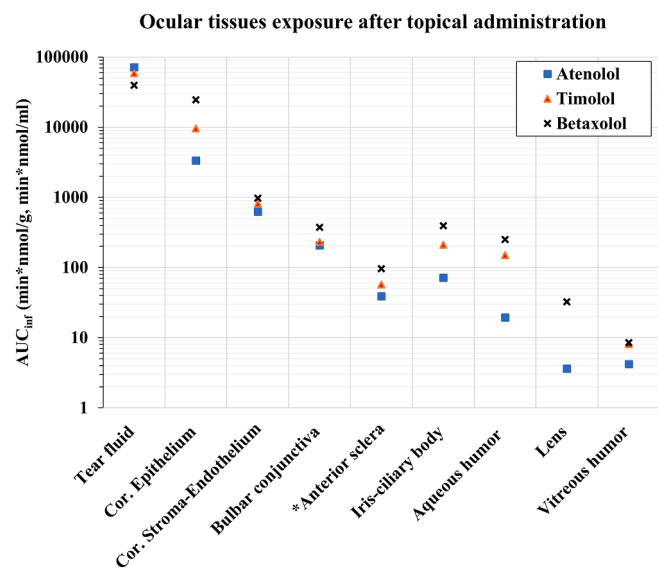 Ocular tissues exposure after topical administration
AUCinf (min*nmol/g, min*nmol/ml)
100000
10000
1000
100
10
1
Atenolol
Timolol
Betaxolol
Tear fluid
Cor. Epithelium
Cor. Stroma-Endothelium
Bulbar conjunctiva
*Anterior sclera
Iris-ciliary body
Aqueous humor
Lens
Vitreous humor